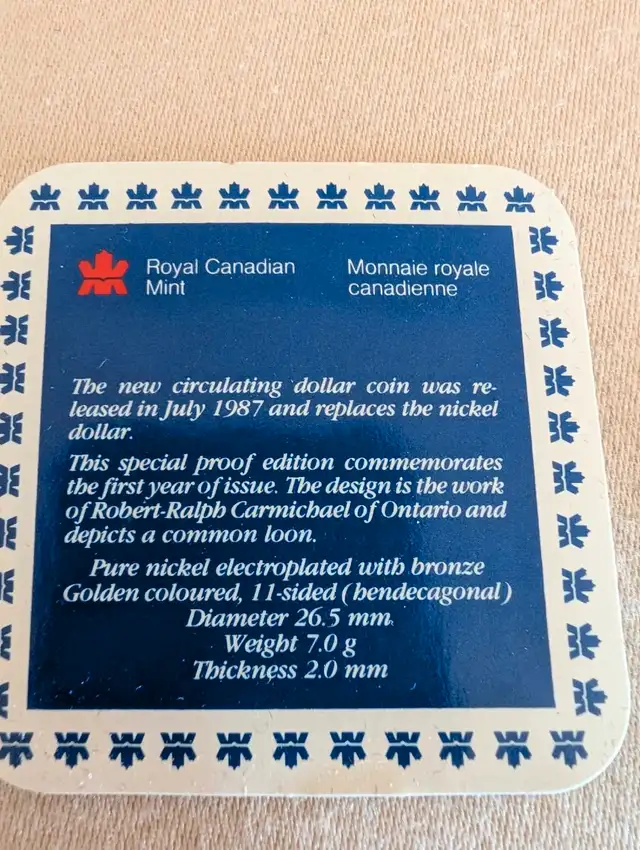 Royal Canadian Mint
Monnaie royale canadienne
The new circulating dollar coin was re-
leased in July 1987 and replaces the nickel
dollar.
This special proof edition commemorates
the first year of issue. The design is the work
of Robert-Ralph Carmichael of Ontario and
depicts a common loon.
Pure nickel electroplated with bronze
Golden coloured, 11-sided (hendecagonal)
Diameter 26.5 mm
Weight 7.0 g
Thickness 2.0 mm